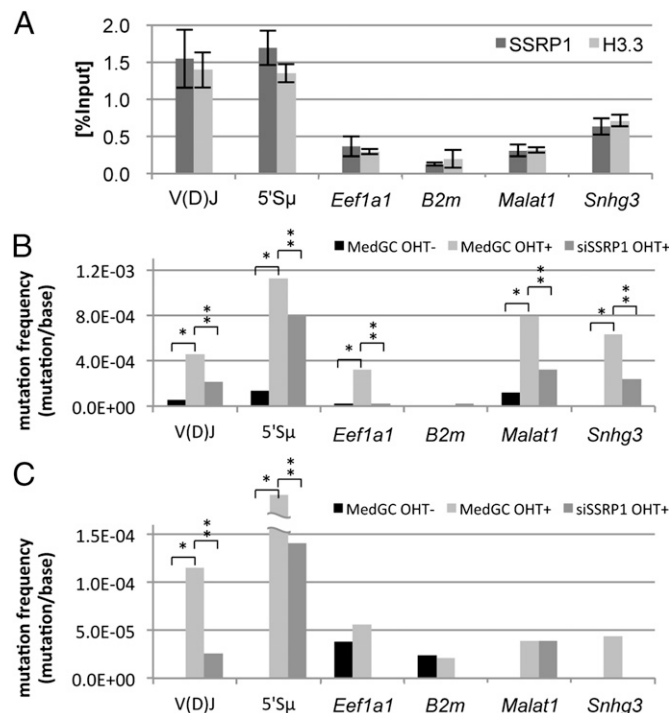 A
SSRP1 H3.3
[%Input]
2.0
1.5
1.0
0.5
0.0
V(D)J 5'Sμ Eef1a1 B2m Malat1 Snhg3
B
MedGC OHT- MedGC OHT+ siSSRP1 OHT+
mutation frequency
(mutation/base)
1.2E-03
8.0E-04
4.0E-04
0.0E+00
* ** * ** * ** * ** * **
V(D)J 5'Sμ Eef1a1 B2m Malat1 Snhg3
C
MedGC OHT- MedGC OHT+ siSSRP1 OHT+
mutation frequency
(mutation/base)
1.5E-04
1.0E-04
5.0E-05
0.0E+00
* ** * **
V(D)J 5'Sμ Eef1a1 B2m Malat1 Snhg3